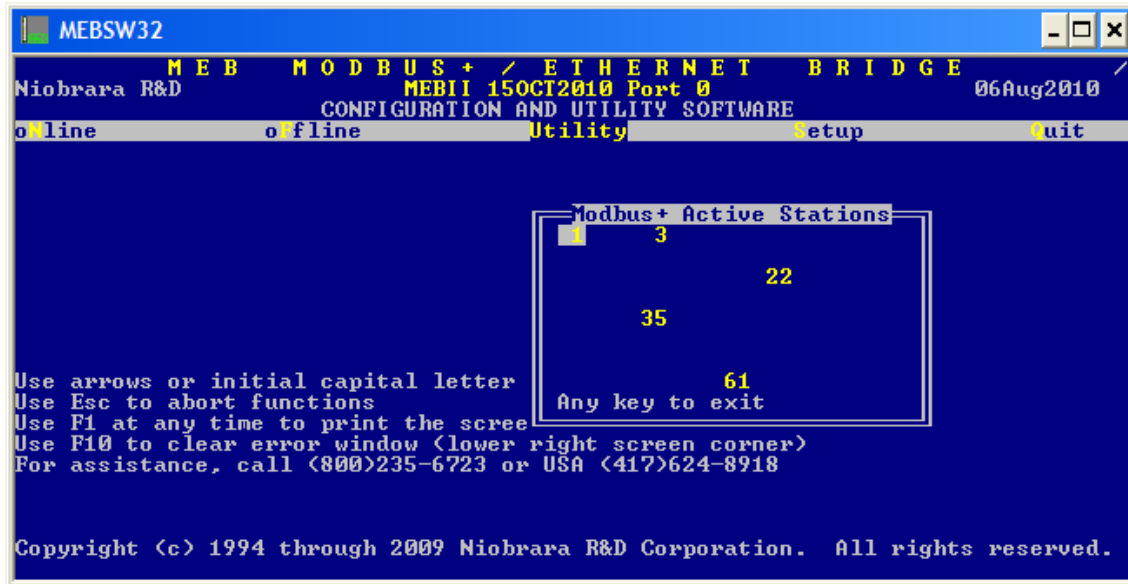 MEBSW32
M E B M O D B U S + / E T H E R N E T B R I D G E /
Niobrara R&D MEBII 15OCT2010 Port 0 06Aug2010
CONFIGURATION AND UTILITY SOFTWARE
oNline oFfline Utility Setup Quit
Modbus+ Active Stations
1 3
22
35
61
Any key to exit
Use arrows or initial capital letter
Use Esc to abort functions
Use F1 at any time to print the scree
Use F10 to clear error window (lower right screen corner)
For assistance, call (800)235-6723 or USA (417)624-8918
Copyright (c) 1994 through 2009 Niobrara R&D Corporation. All rights reserved.